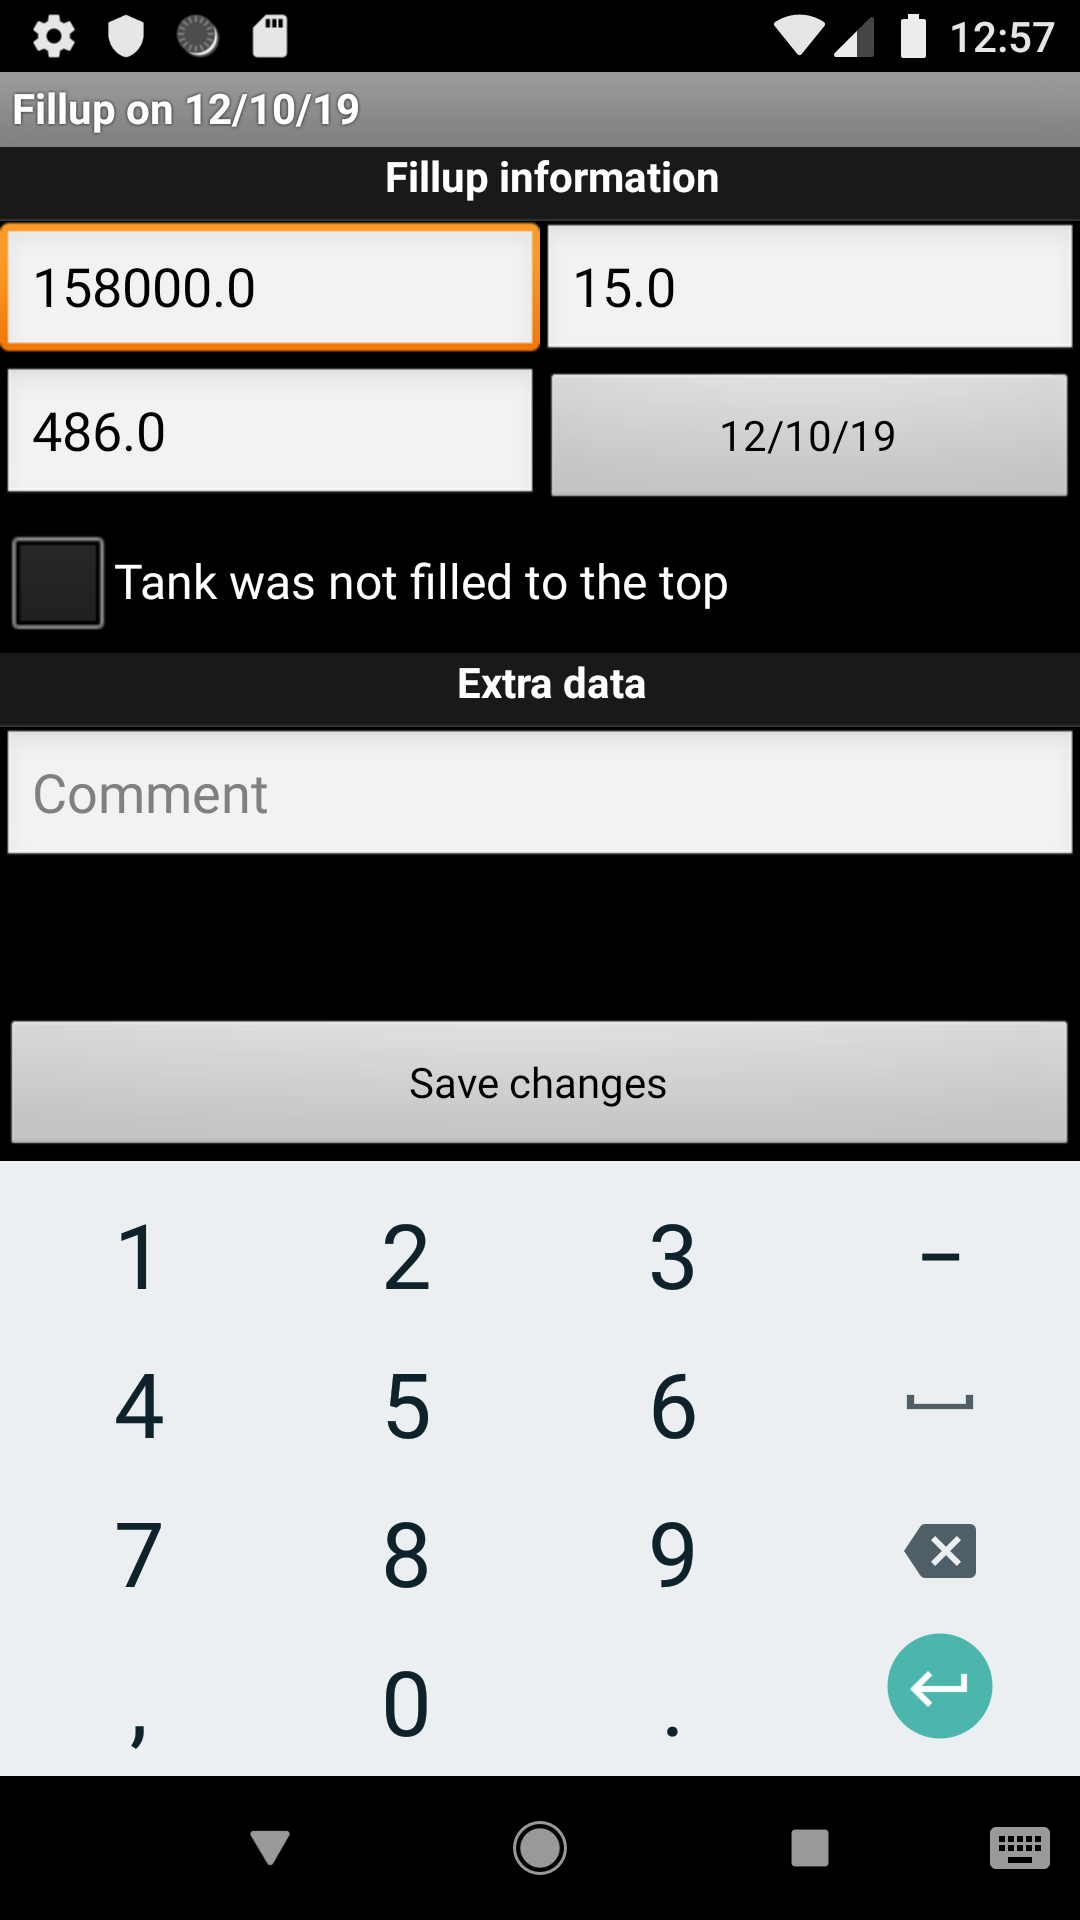 12:57
Fillup on 12/10/19
Fillup information
158000.0
15.0
486.0
12/10/19
Tank was not filled to the top
Extra data
Comment
Save changes
1 2 3 –
4 5 6
7 8 9
, 0 .